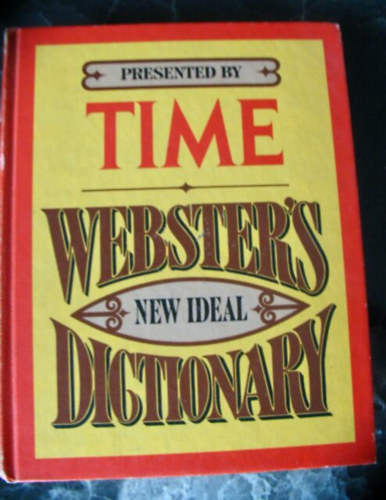 PRESENTED BY
TIME
WEBSTER'S
NEW IDEAL
DICTIONARY